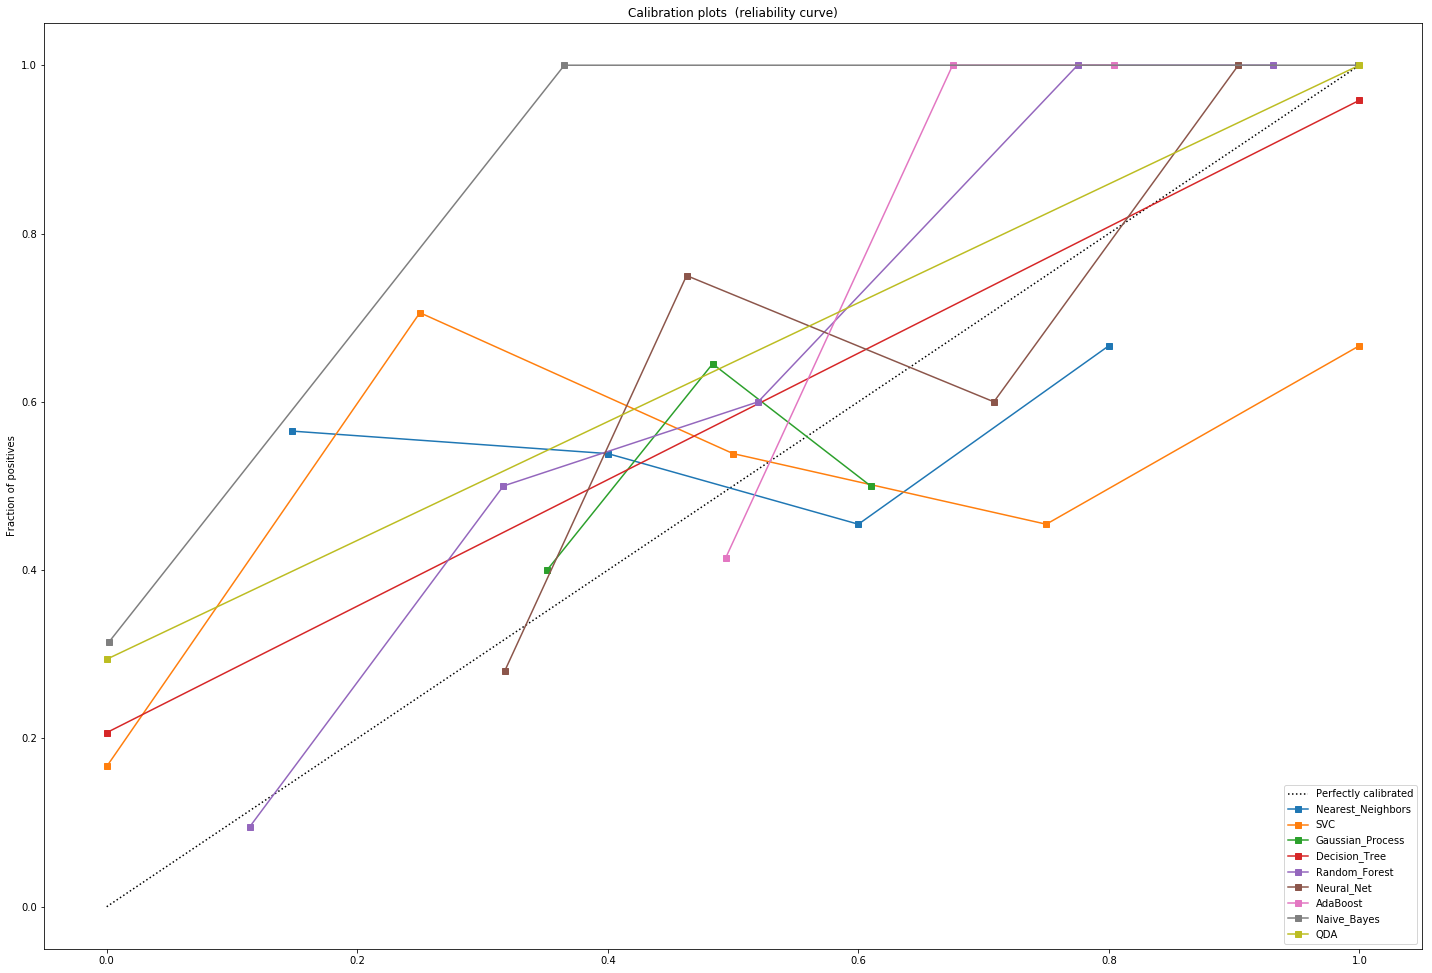 Calibration plots  (reliability curve)
1.0
0.8
0.6
0.4
0.2
0.0
Fraction of positives
0.0 0.2 0.4 0.6 0.8 1.0
Perfectly calibrated
Nearest_Neighbors
SVC
Gaussian_Process
Decision_Tree
Random_Forest
Neural_Net
AdaBoost
Naive_Bayes
QDA